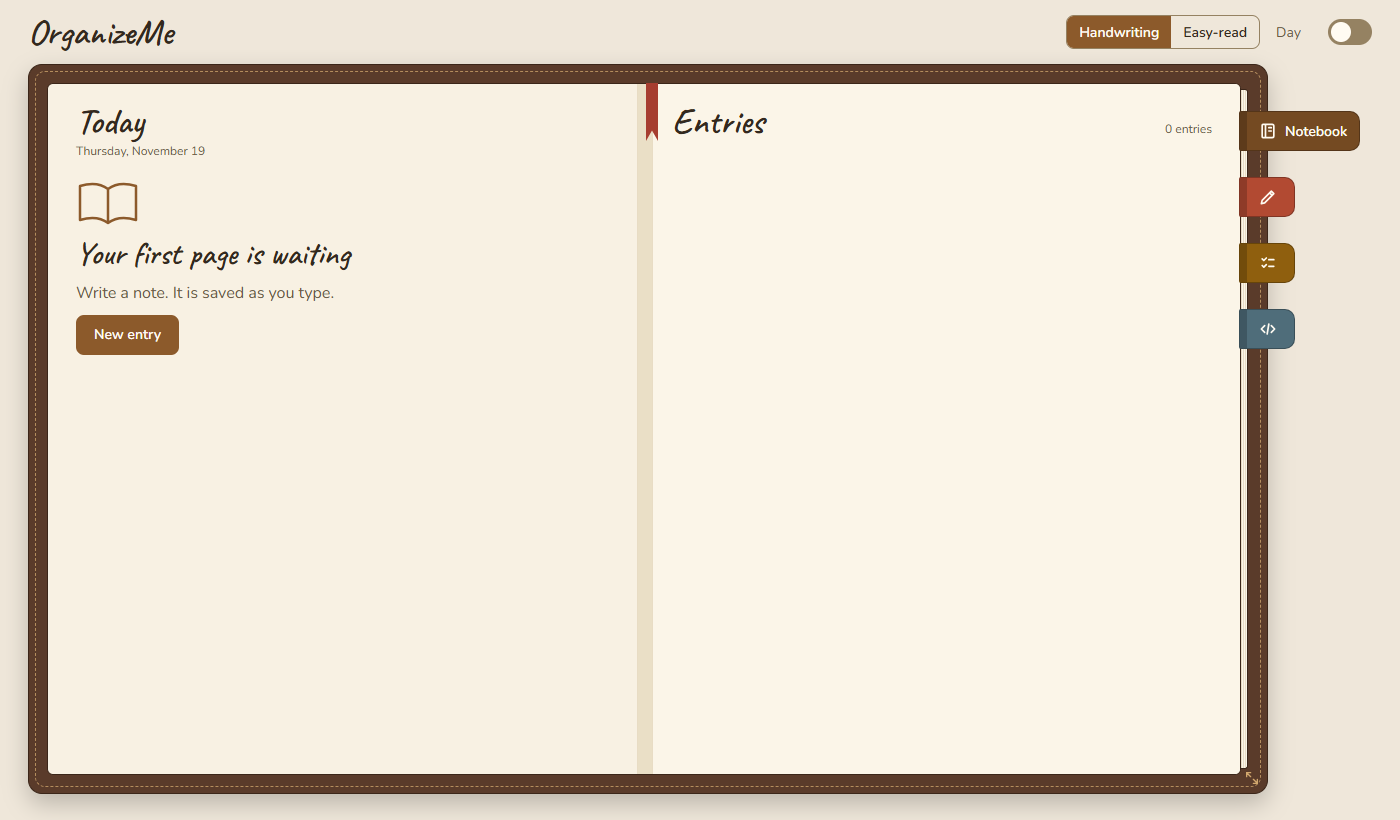 OrganizeMe
Handwriting
Easy-read
Day
Today
Thursday, November 19
Your first page is waiting
Write a note. It is saved as you type.
New entry
Entries
0 entries
Notebook